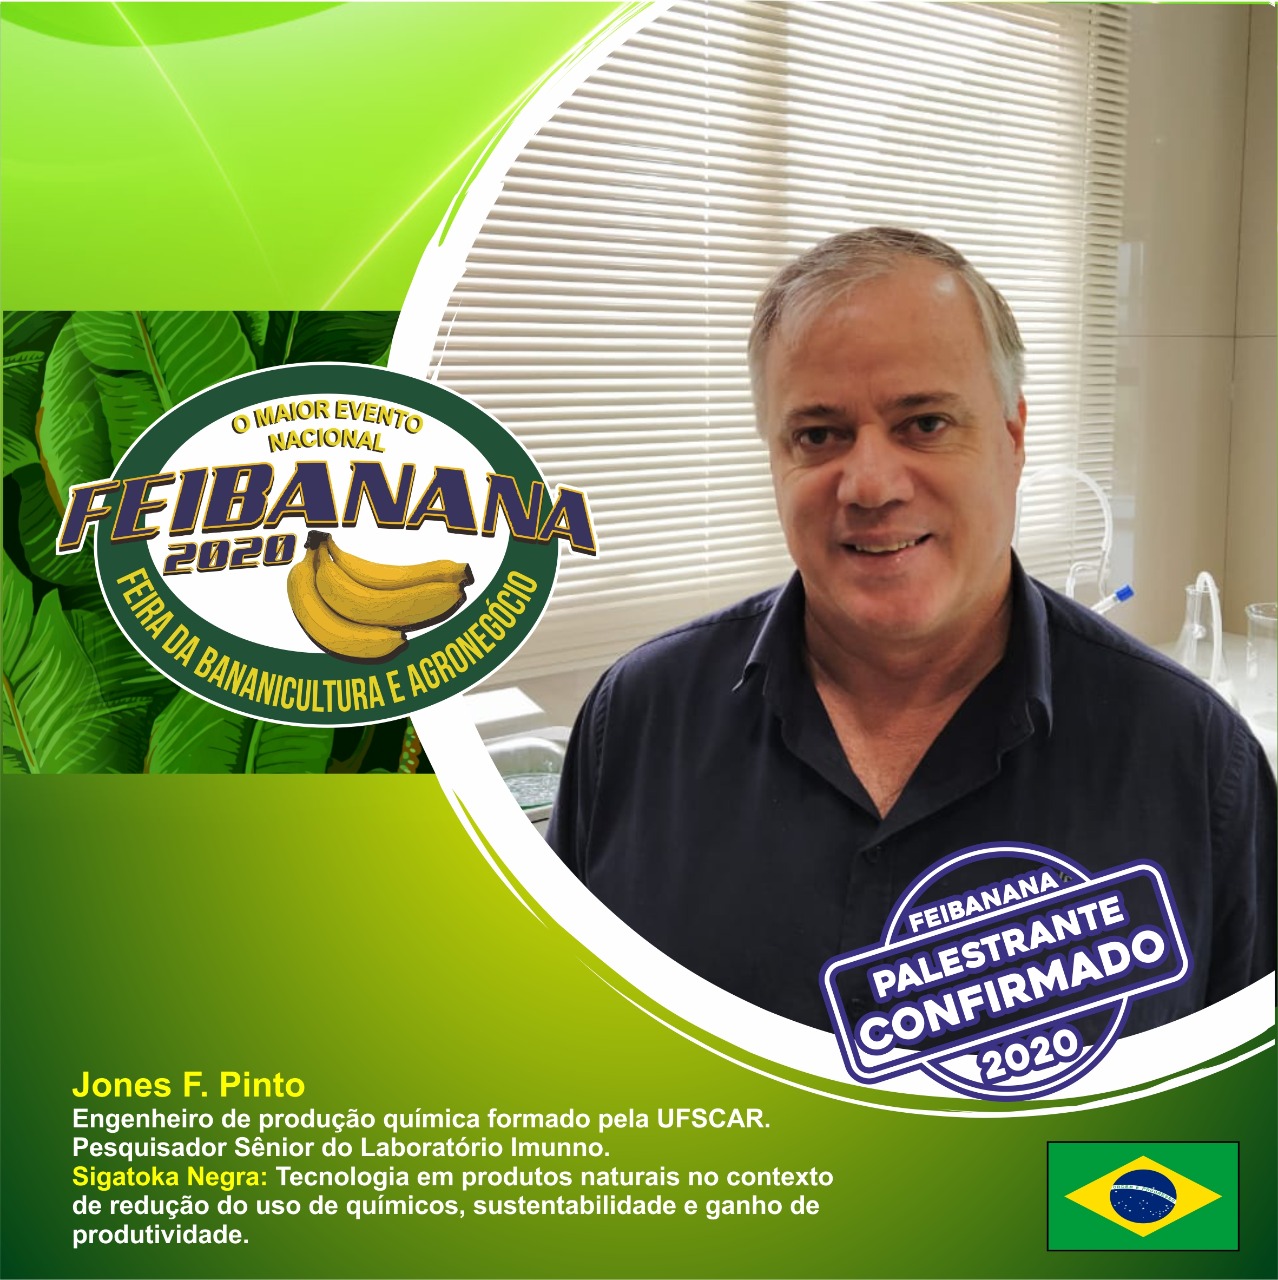 O MAIOR EVENTO
NACIONAL
FEIBANANA
2020
FEIRA DA BANANICULTURA E AGRONEGÓCIO
FEIBANANA
PALESTRANTE
CONFIRMADO
2020
Jones F. Pinto
Engenheiro de produção química formado pela UFSCAR.
Pesquisador Sênior do Laboratório Imunno.
Sigatoka Negra: Tecnologia em produtos naturais no contexto
de redução do uso de químicos, sustentabilidade e ganho de
produtividade.